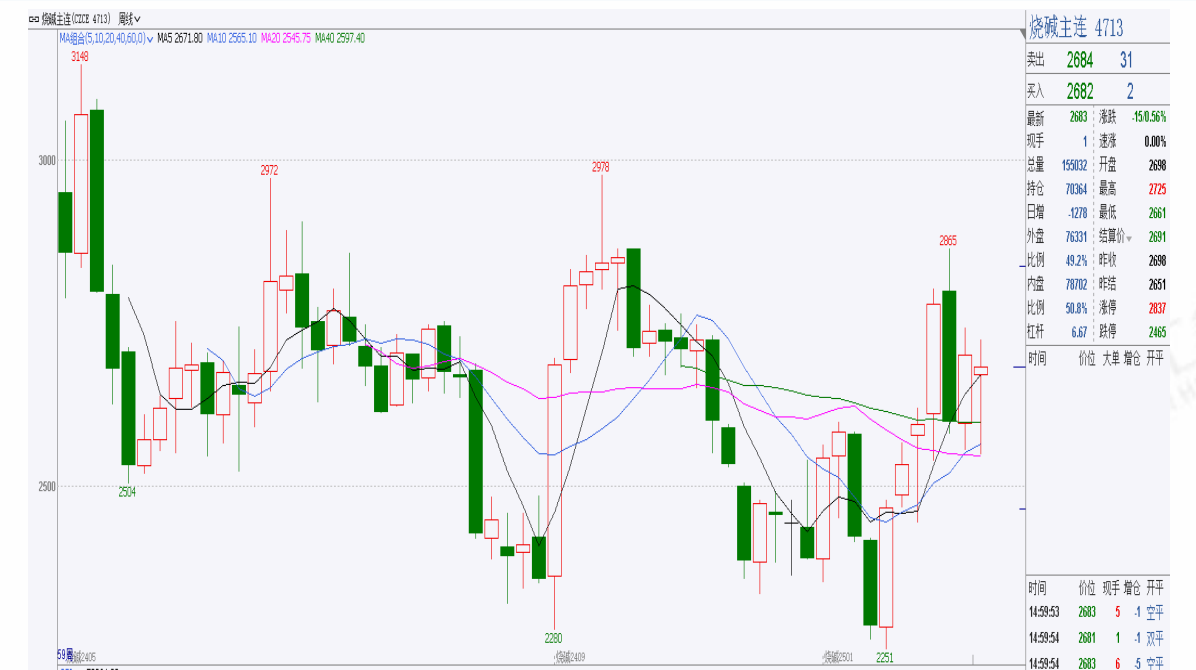 烧碱主连(CZCE 4713) 周线
MA组合(5,10,20,40,60,0) MA5 2671.80 MA10 2565.10 MA20 2545.75 MA40 2597.40
3148
3000
2972
2978
2865
2504
2500
2280
2251
59周
烧碱2405
烧碱2409
烧碱2501
烧碱主连 4713
卖出 2684 31
买入 2682 2
最新 2683 涨跌 -15/0.56%
现手 1 速涨 0.00%
总量 155032 开盘 2698
持仓 70364 最高 2725
日增 -1278 最低 2661
外盘 76331 结算价 2691
比例 49.2% 昨收 2698
内盘 78702 昨结 2651
比例 50.8% 涨停 2837
杠杆 6.67 跌停 2465
时间 价位 大单 增仓 开平
时间 价位 现手 增仓 开平
14:59:53 2683 5 -1 空平
14:59:54 2681 1 -1 双平
14:59:54 2683 6 -5 空平